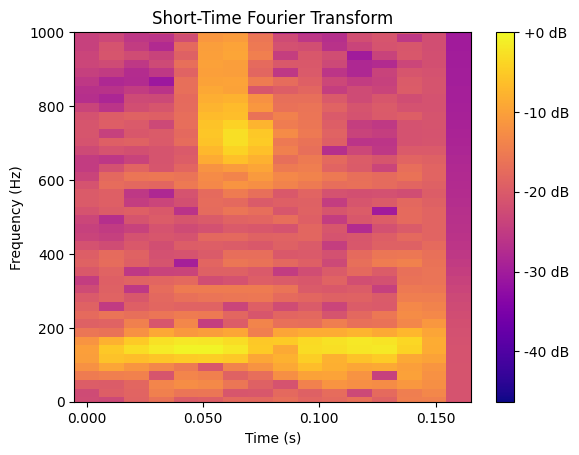 Short-Time Fourier Transform
1000
800
600
400
200
0
Frequency (Hz)
0.000
0.050
0.100
0.150
Time (s)
+0 dB
-10 dB
-20 dB
-30 dB
-40 dB